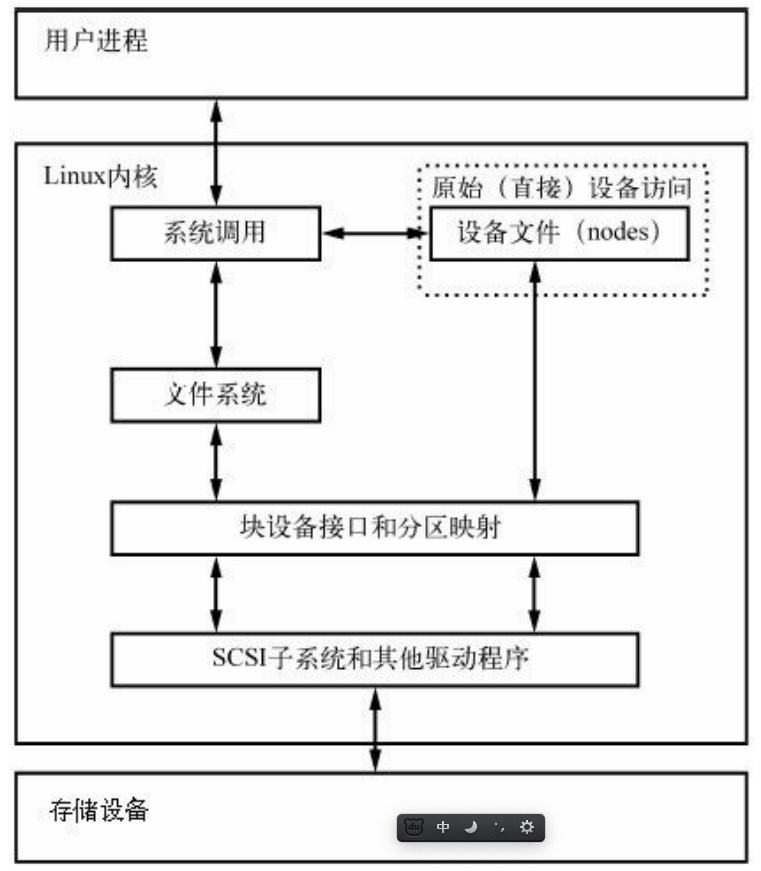 用户进程
Linux内核
原始（直接）设备访问
系统调用
设备文件（nodes）
文件系统
块设备接口和分区映射
SCSI子系统和其他驱动程序
存储设备
du 中